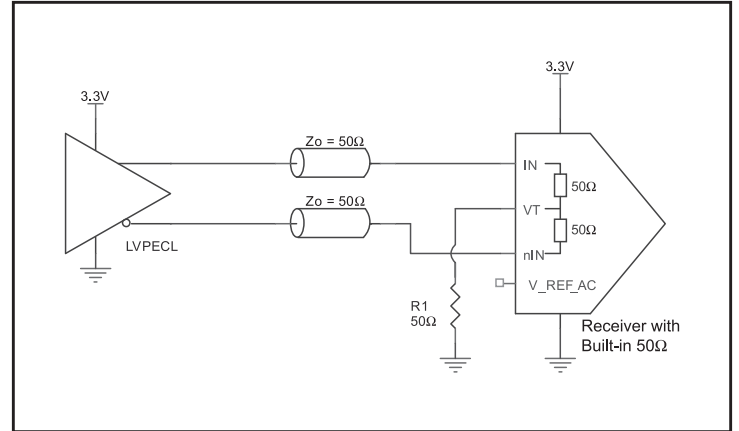 3.3V
3.3V
Zo = 50Ω
IN
50Ω
Zo = 50Ω
VT
50Ω
LVPECL
nIN
V_REF_AC
R1
50Ω
Receiver with
Built-in 50Ω